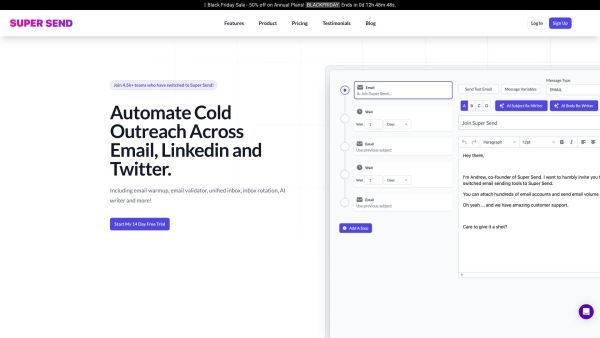 Black Friday Sale - 50% off on Annual Plans! BLACKFRIDAY Ends in 0d 12h 48m 48s.
SUPER SEND
Features Product Pricing Testimonials Blog
Log In Sign Up
Join 4.5k+ teams who have switched to Super Send!
Automate Cold
Outreach Across
Email, Linkedin and
Twitter.
Including email warmup, email validator, unified inbox, inbox rotation, AI
writer and more!
Start My 14 Day Free Trial
Email
Join Super Send...
Wait
Wait 1 Days
Email
Use previous subject
Wait
Wait 1 Days
Email
Use previous subject
Add A Step
Message Type
Send Test Email Message Variables EMAIL
A B C D AI Subject Re-Writer AI Body Re-Writer
Join Super Send
Paragraph 12pt B I
Hey there,
I'm Andrew, co-founder of Super Send. I want to humbly invite you t
switched email sending tools to Super Send.
You can attach hundreds of email accounts and send email volume
Oh yeah ... and we have amazing customer support.
Care to give it a shot?